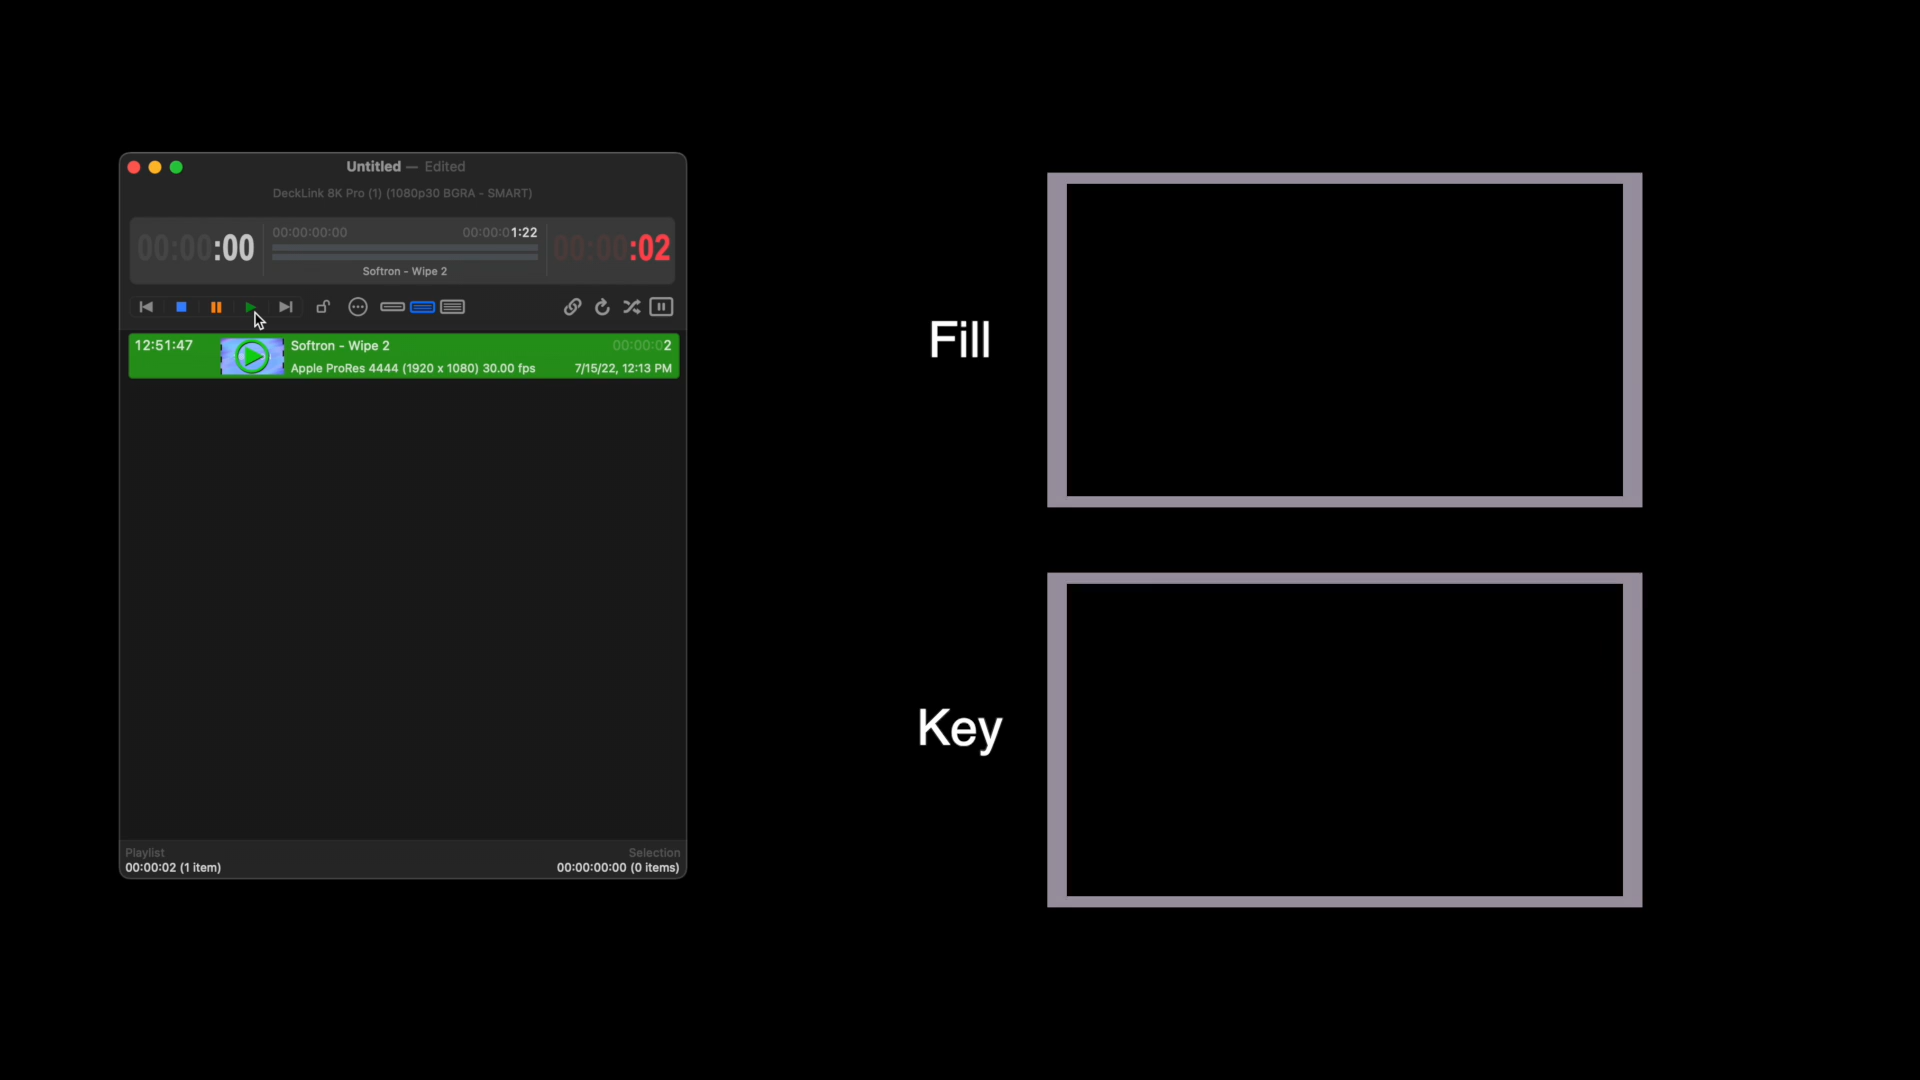 Untitled — Edited
DeckLink 8K Pro (1) (1080p30 BGRA - SMART)
00:00:00
00:00:00:00
00:00:01:22
00:00:02
Softron - Wipe 2
12:51:47
Softron - Wipe 2
00:00:02
Apple ProRes 4444 (1920 x 1080) 30.00 fps
7/15/22, 12:13 PM
Playlist
Selection
00:00:02 (1 item)
00:00:00:00 (0 items)
Fill
Key